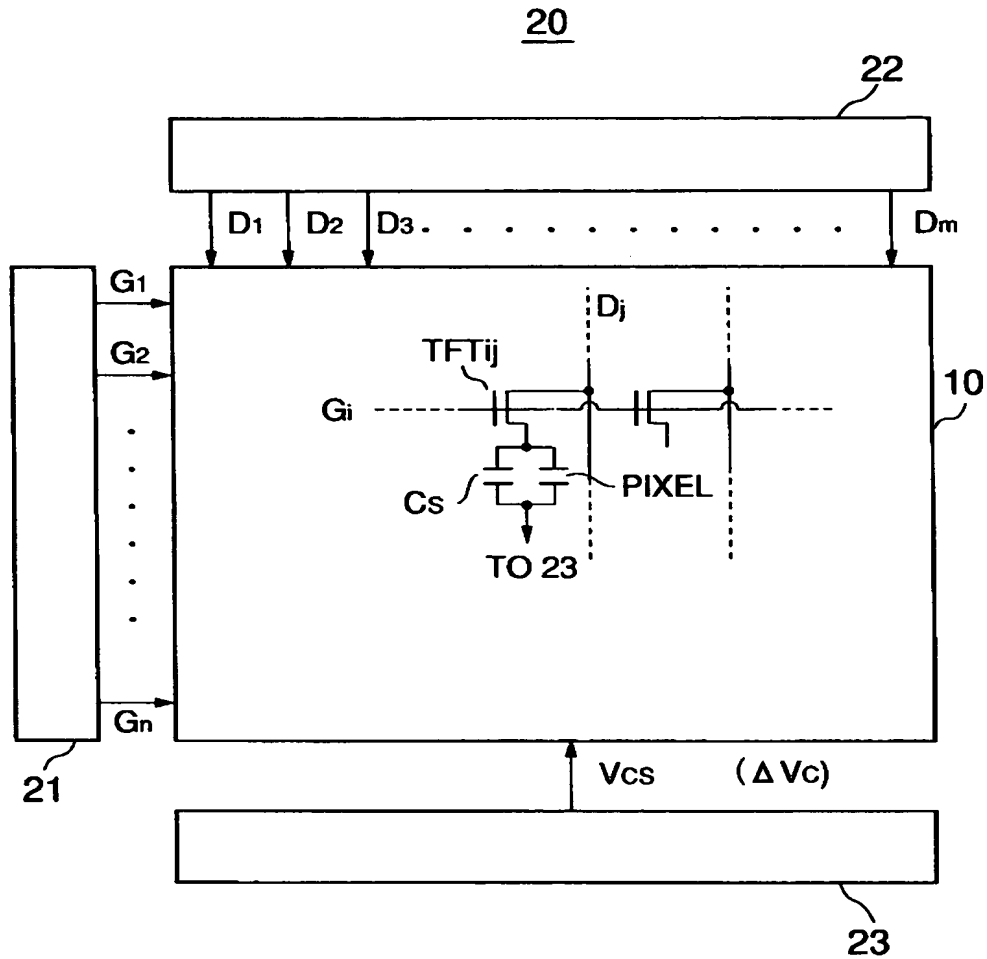 20
22
D1 D2 D3. . . . . . . . . . . . Dm
G1
Dj
G2
TFTij
10
Gi
Cs
PIXEL
TO 23
Gn
21
VCS (ΔVC)
23